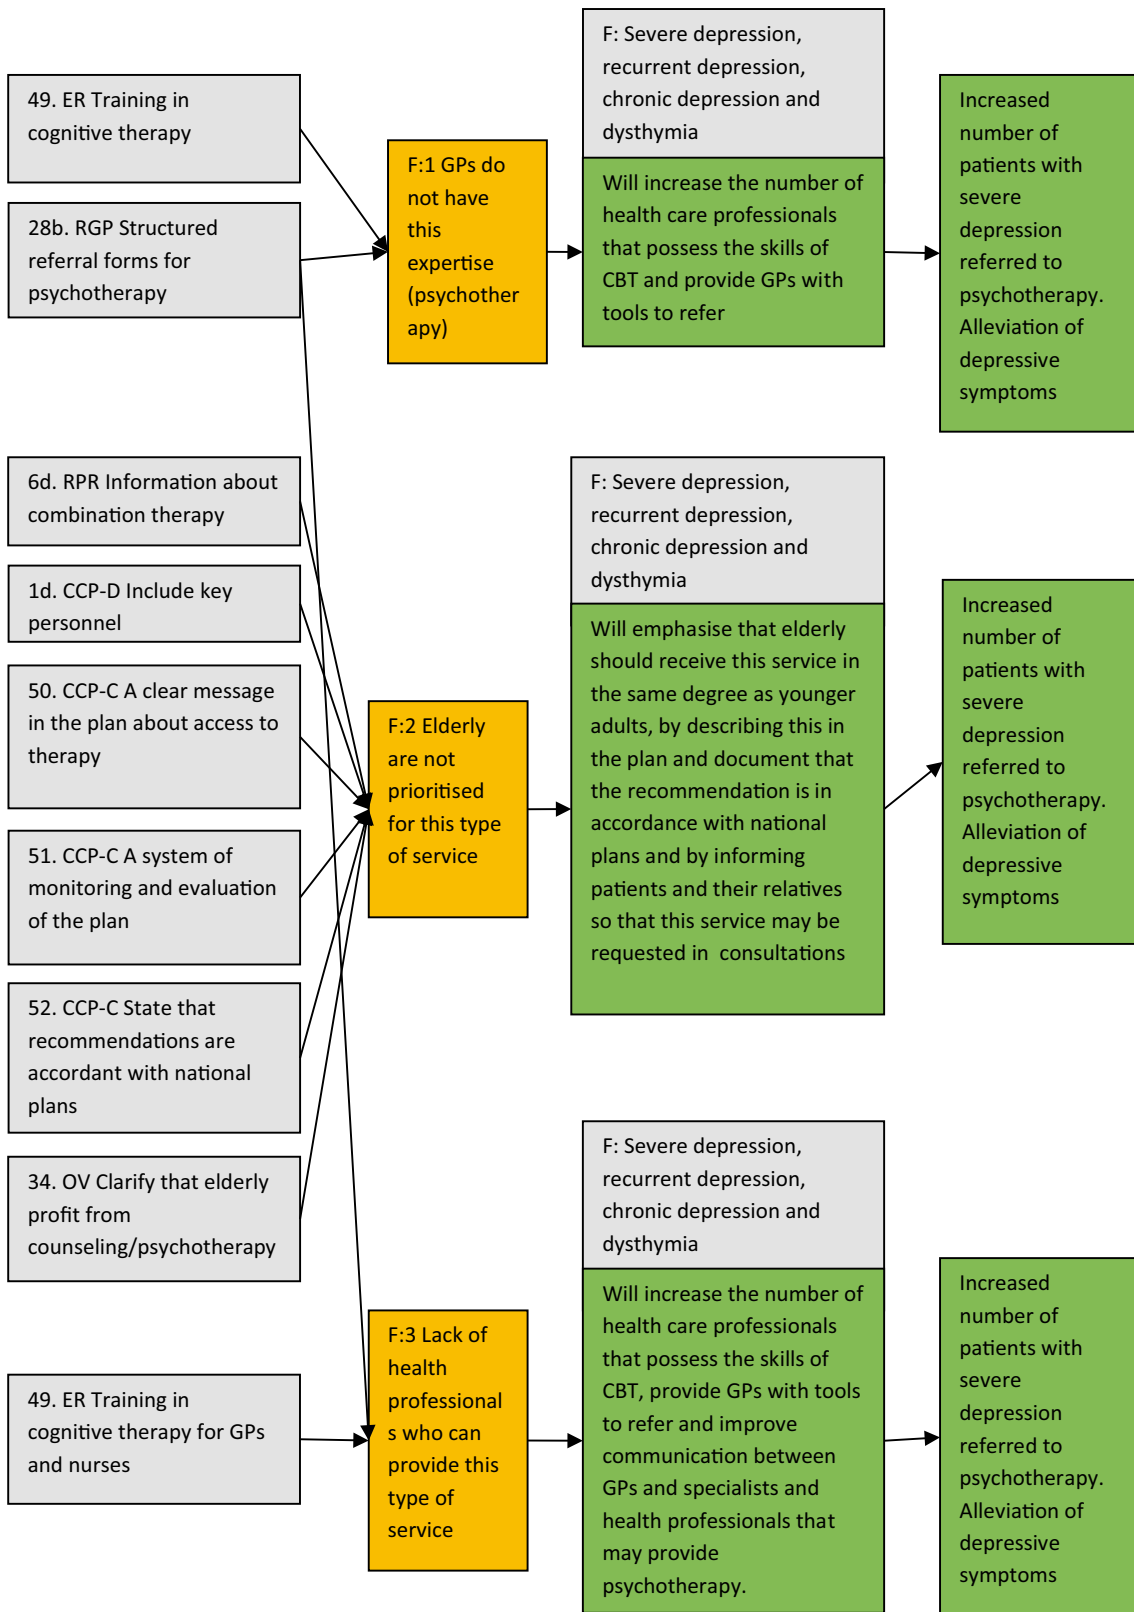 49. ER Training in
cognitive therapy
28b. RGP Structured
referral forms for
psychotherapy
F:1 GPs do
not have
this
expertise
(psychother
apy)
F: Severe depression,
recurrent depression,
chronic depression and
dysthymia
Will increase the number of
health care professionals
that possess the skills of
CBT and provide GPs with
tools to refer
Increased
number of
patients with
severe
depression
referred to
psychotherapy.
Alleviation of
depressive
symptoms
6d. RPR Information about
combination therapy
1d. CCP-D Include key
personnel
50. CCP-C A clear message
in the plan about access to
therapy
51. CCP-C A system of
monitoring and evaluation
of the plan
52. CCP-C State that
recommendations are
accordant with national
plans
34. OV Clarify that elderly
profit from
counseling/psychotherapy
F:2 Elderly
are not
prioritised
for this type
of service
F: Severe depression,
recurrent depression,
chronic depression and
dysthymia
Will emphasise that elderly
should receive this service in
the same degree as younger
adults, by describing this in
the plan and document that
the recommendation is in
accordance with national
plans and by informing
patients and their relatives
so that this service may be
requested in consultations
Increased
number of
patients with
severe
depression
referred to
psychotherapy.
Alleviation of
depressive
symptoms
49. ER Training in
cognitive therapy for GPs
and nurses
F:3 Lack of
health
professional
s who can
provide this
type of
service
F: Severe depression,
recurrent depression,
chronic depression and
dysthymia
Will increase the number of
health care professionals
that possess the skills of
CBT, provide GPs with tools
to refer and improve
communication between
GPs and specialists and
health professionals that
may provide
psychotherapy.
Increased
number of
patients with
severe
depression
referred to
psychotherapy.
Alleviation of
depressive
symptoms